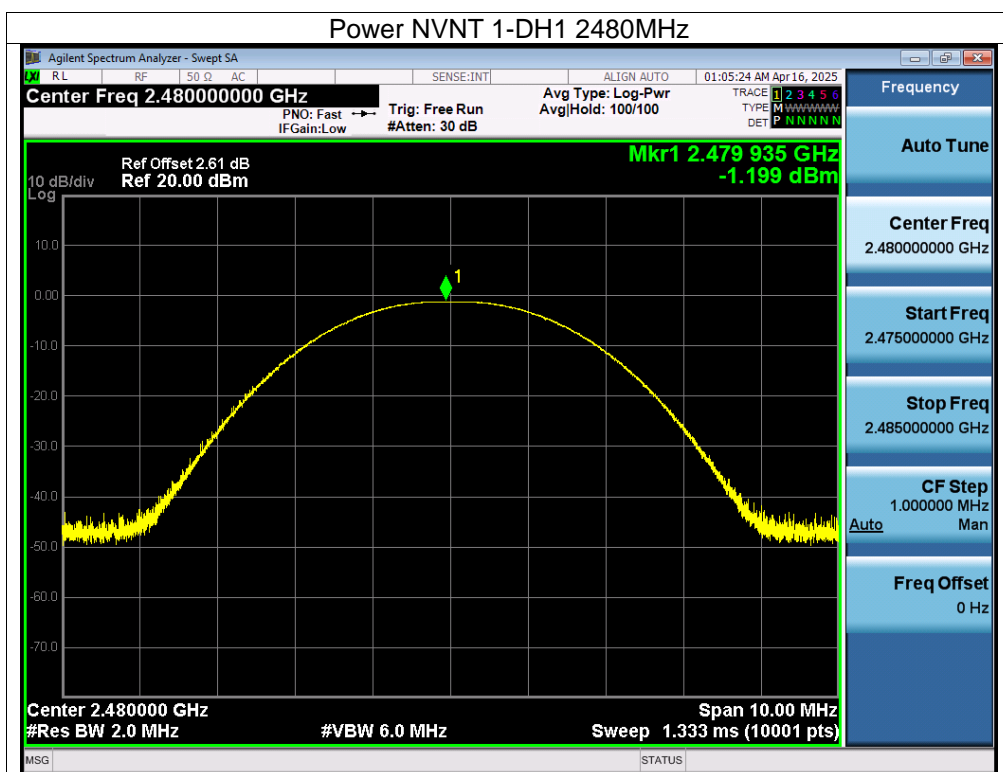 Power NVNT 1-DH1 2480MHz
Agilent Spectrum Analyzer - Swept SA
LXI RL RF 50 Ω AC SENSE:INT ALIGN AUTO 01:05:24 AM Apr 16, 2025
Center Freq 2.480000000 GHz
PNO: Fast
IFGain:Low
Trig: Free Run
#Atten: 30 dB
Avg Type: Log-Pwr
Avg|Hold: 100/100
TRACE 1 2 3 4 5 6
TYPE M WWWWW
DET P N N N N N
Ref Offset 2.61 dB
Ref 20.00 dBm
10 dB/div
Log
Mkr1 2.479 935 GHz
-1.199 dBm
1
10.0
0.00
-10.0
-20.0
-30.0
-40.0
-50.0
-60.0
-70.0
Center 2.480000 GHz
Span 10.00 MHz
#Res BW 2.0 MHz
#VBW 6.0 MHz
Sweep 1.333 ms (10001 pts)
MSG
STATUS
Frequency
Auto Tune
Center Freq
2.480000000 GHz
Start Freq
2.475000000 GHz
Stop Freq
2.485000000 GHz
CF Step
1.000000 MHz
Auto Man
Freq Offset
0 Hz